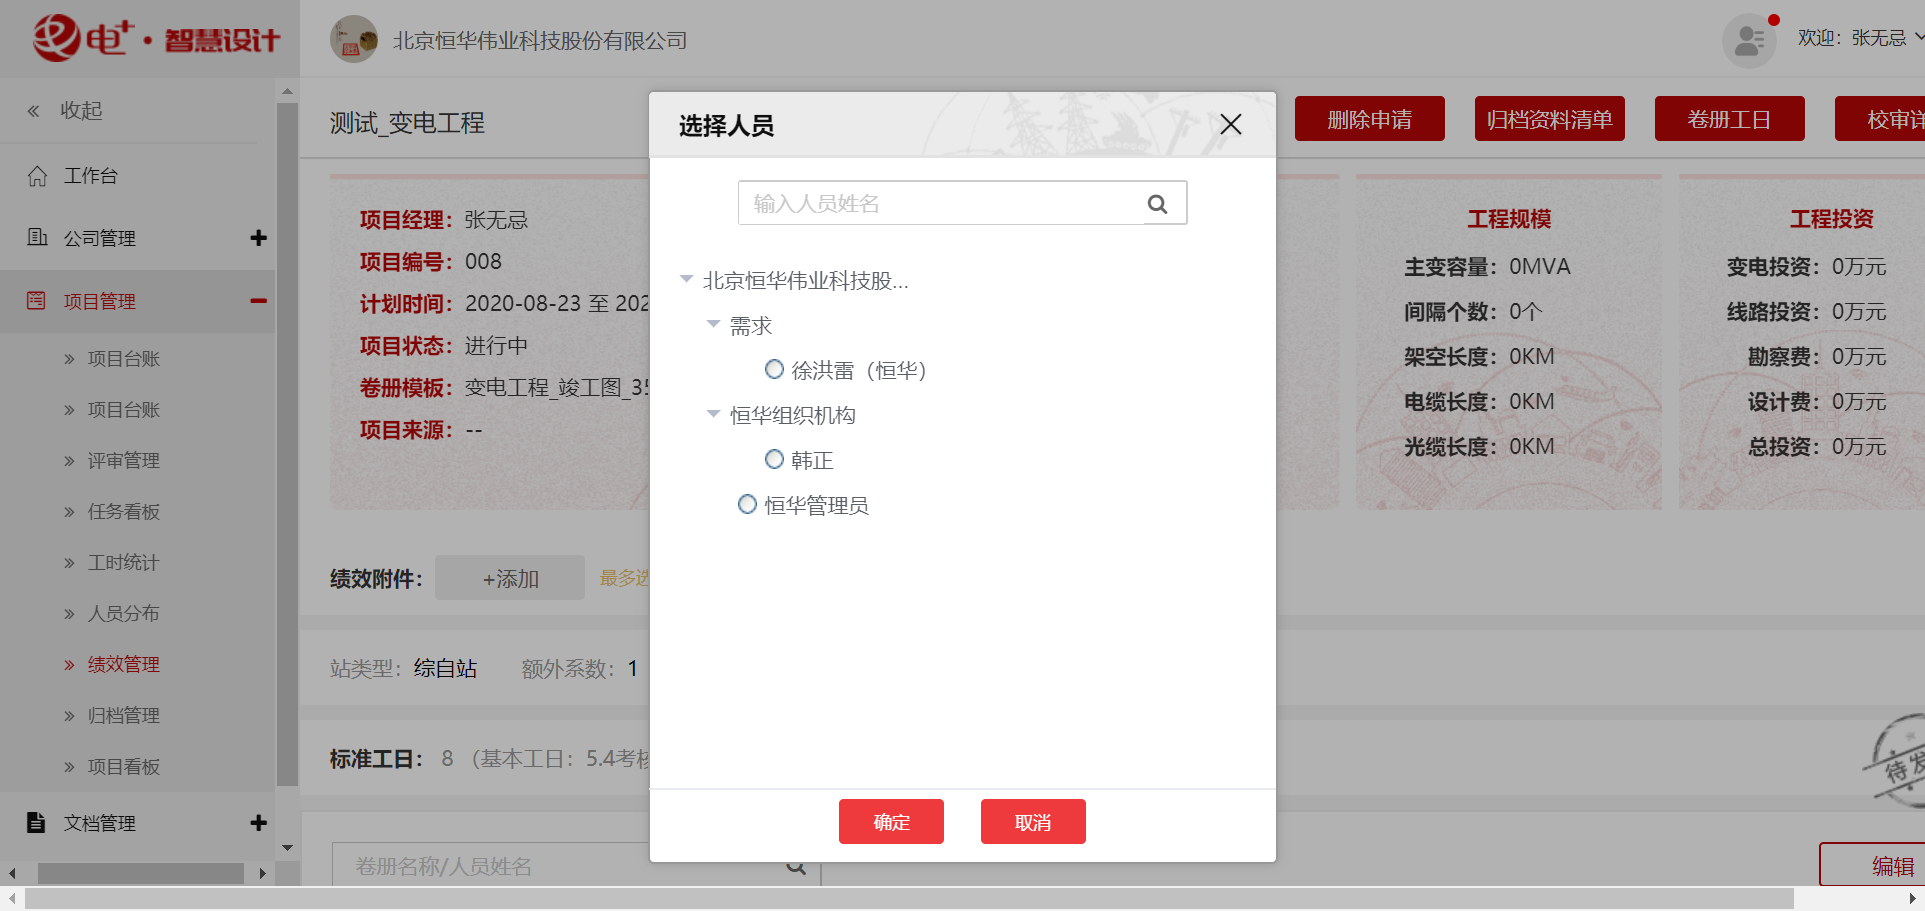 电+·智慧设计
北京恒华伟业科技股份有限公司
欢迎：张无忌
收起
工作台
公司管理
项目管理
项目台账
项目台账
评审管理
任务看板
工时统计
人员分布
绩效管理
归档管理
项目看板
文档管理
测试_变电工程
删除申请
归档资料清单
卷册工日
校审详
项目经理：张无忌
项目编号：008
计划时间：2020-08-23 至 202
项目状态：进行中
卷册模板：变电工程_竣工图_35
项目来源：--
工程规模
主变容量：0MVA
间隔个数：0个
架空长度：0KM
电缆长度：0KM
光缆长度：0KM
工程投资
变电投资：0万元
线路投资：0万元
勘察费：0万元
设计费：0万元
总投资：0万元
绩效附件：
+添加
最多选
站类型：综自站 额外系数：1
标准工日： 8 （基本工日：5.4考核
待发
卷册名称/人员姓名
编辑
选择人员
输入人员姓名
北京恒华伟业科技股...
需求
徐洪雷（恒华）
恒华组织机构
韩正
恒华管理员
确定
取消